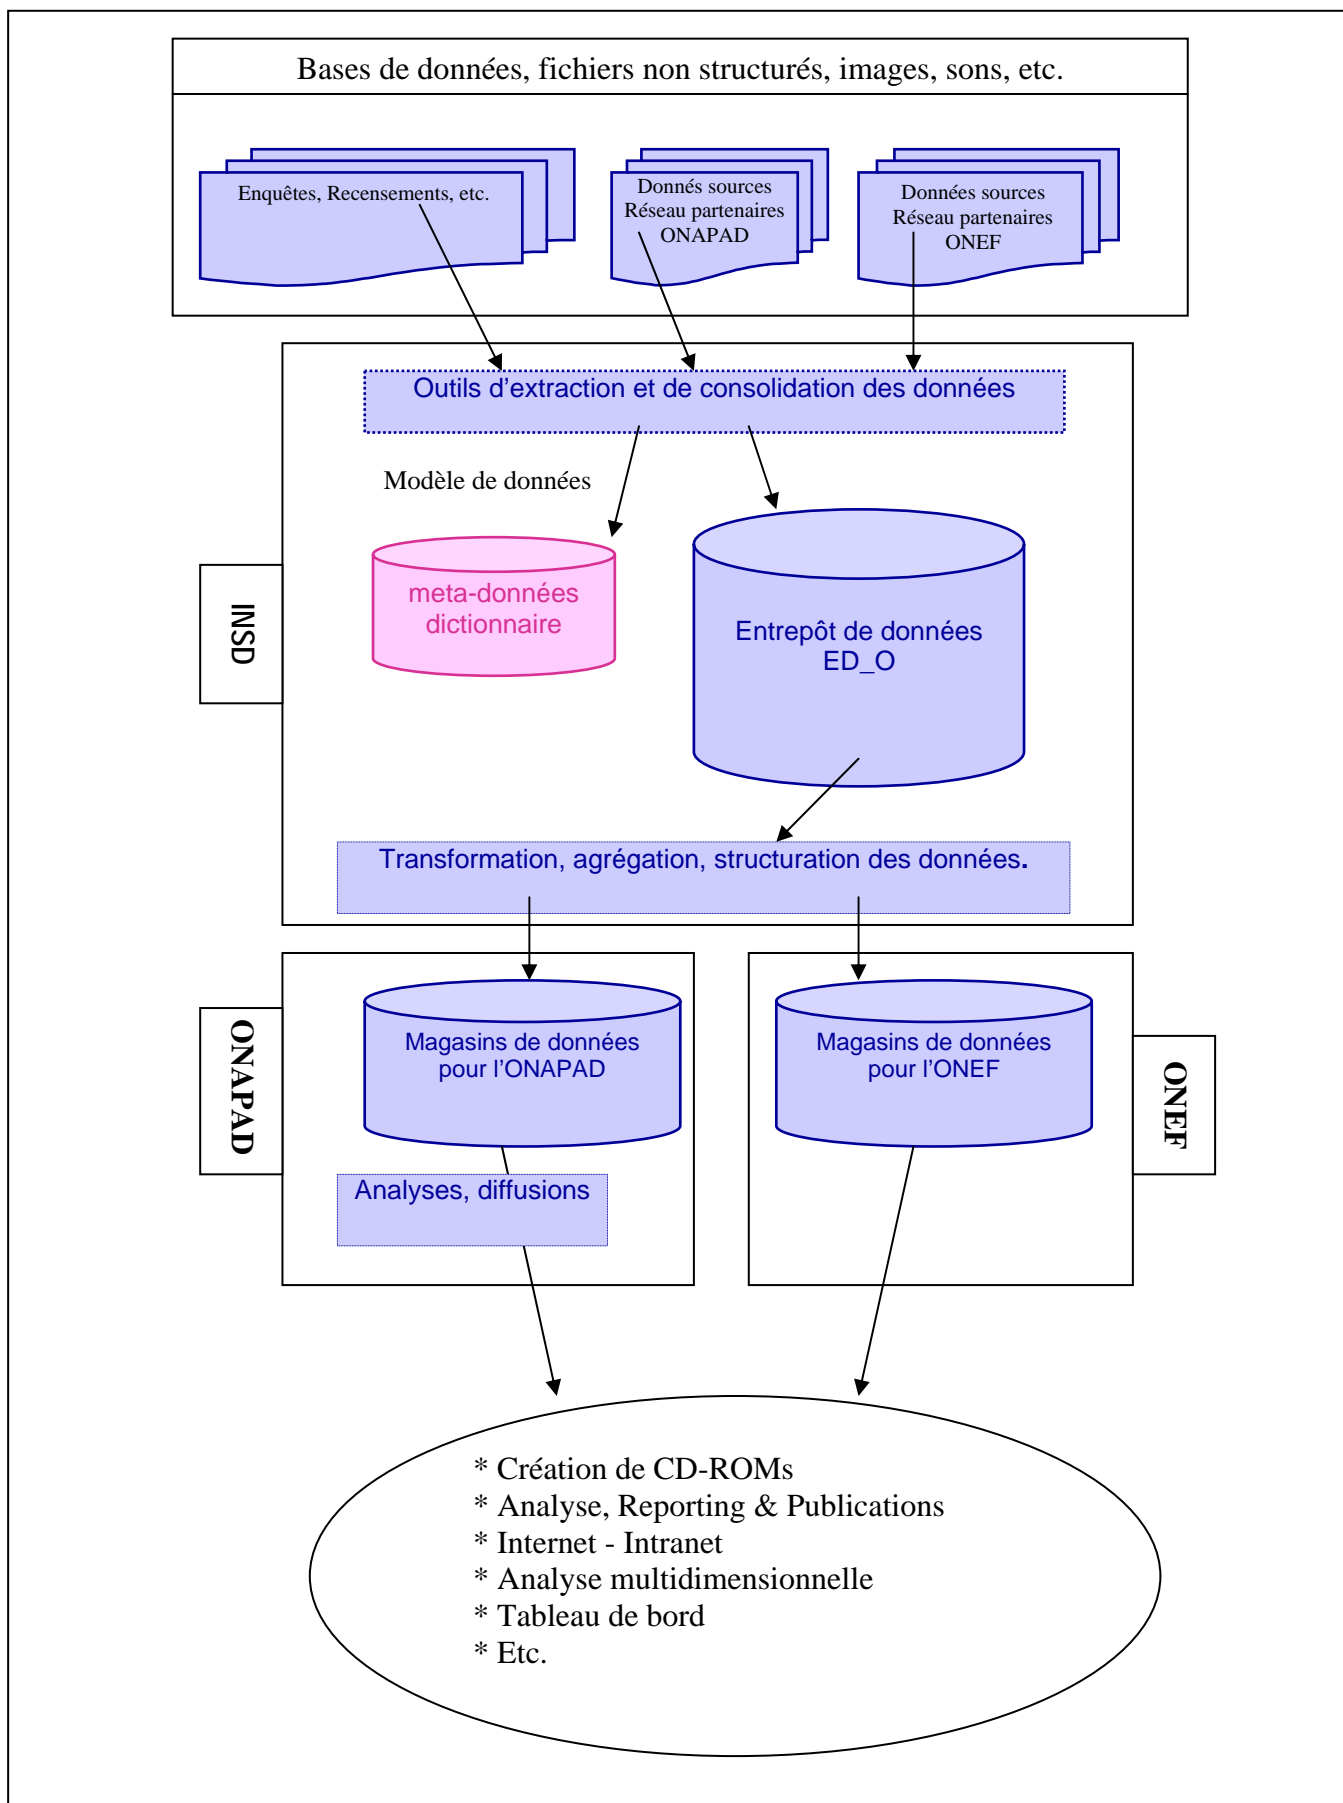 Bases de données, fichiers non structurés, images, sons, etc.
Enquêtes, Recensements, etc.
Donnés sources
Réseau partenaires
ONAPAD
Données sources
Réseau partenaires
ONEF
Outils d'extraction et de consolidation des données
Modèle de données
meta-données
dictionnaire
Entrepôt de données
ED_O
INSD
Transformation, agrégation, structuration des données.
ONAPAD
Magasins de données
pour l'ONAPAD
Magasins de données
pour l'ONEF
ONEF
Analyses, diffusions
* Création de CD-ROMs
* Analyse, Reporting & Publications
* Internet - Intranet
* Analyse multidimensionnelle
* Tableau de bord
* Etc.